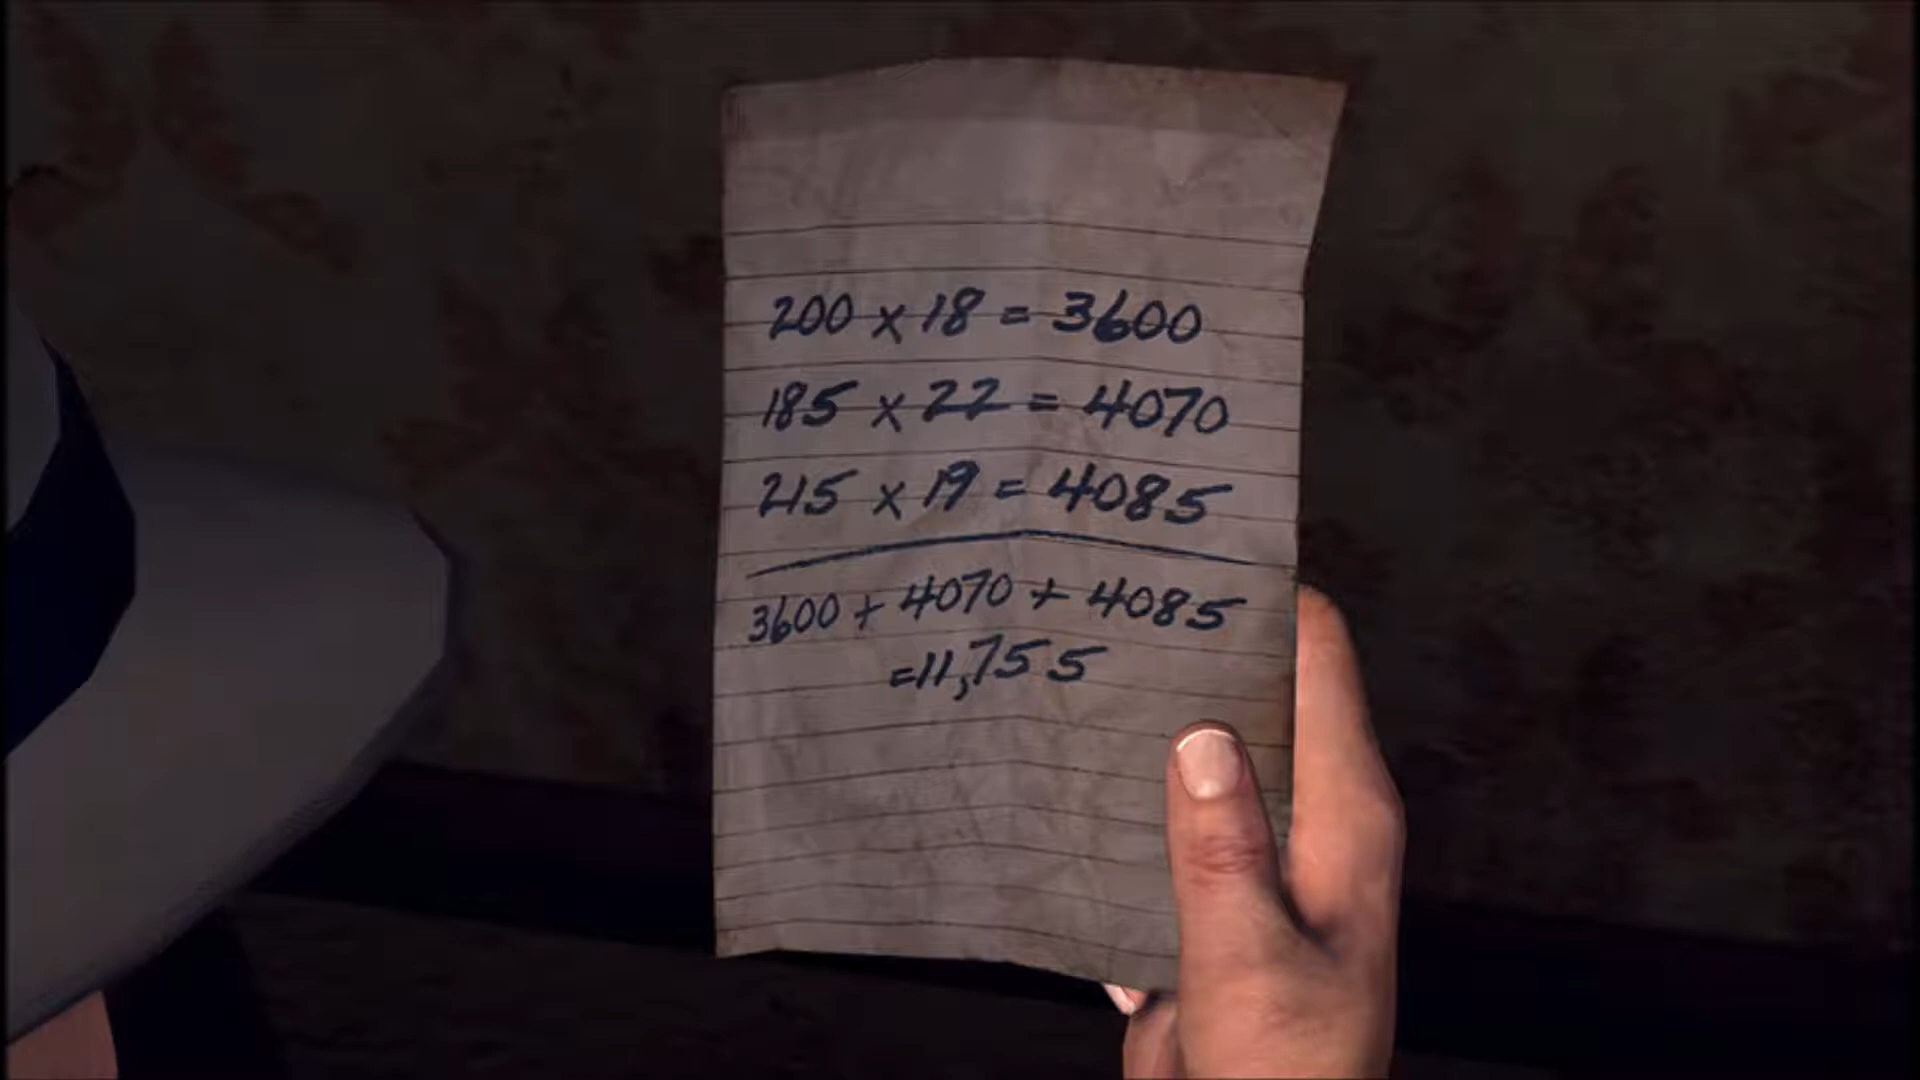 200 x 18 = 3600
185 x 22 = 4070
215 x 19 = 4085
3600 + 4070 + 4085
=11,755